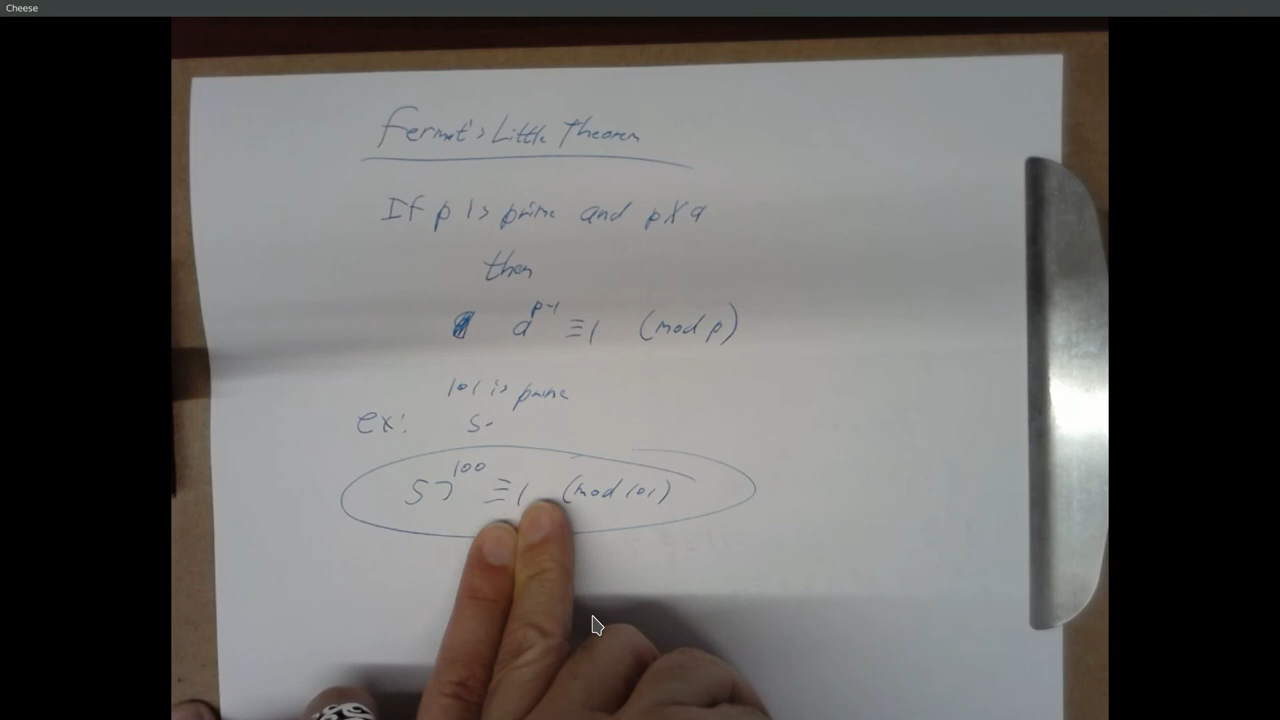 Cheese
Fermat's Little Theorem
If p is prime and p∤a
then
a^{p-1} ≡ 1 (mod p)
101 is prime
ex: 5-
57^{100} ≡ 1 (mod 101)